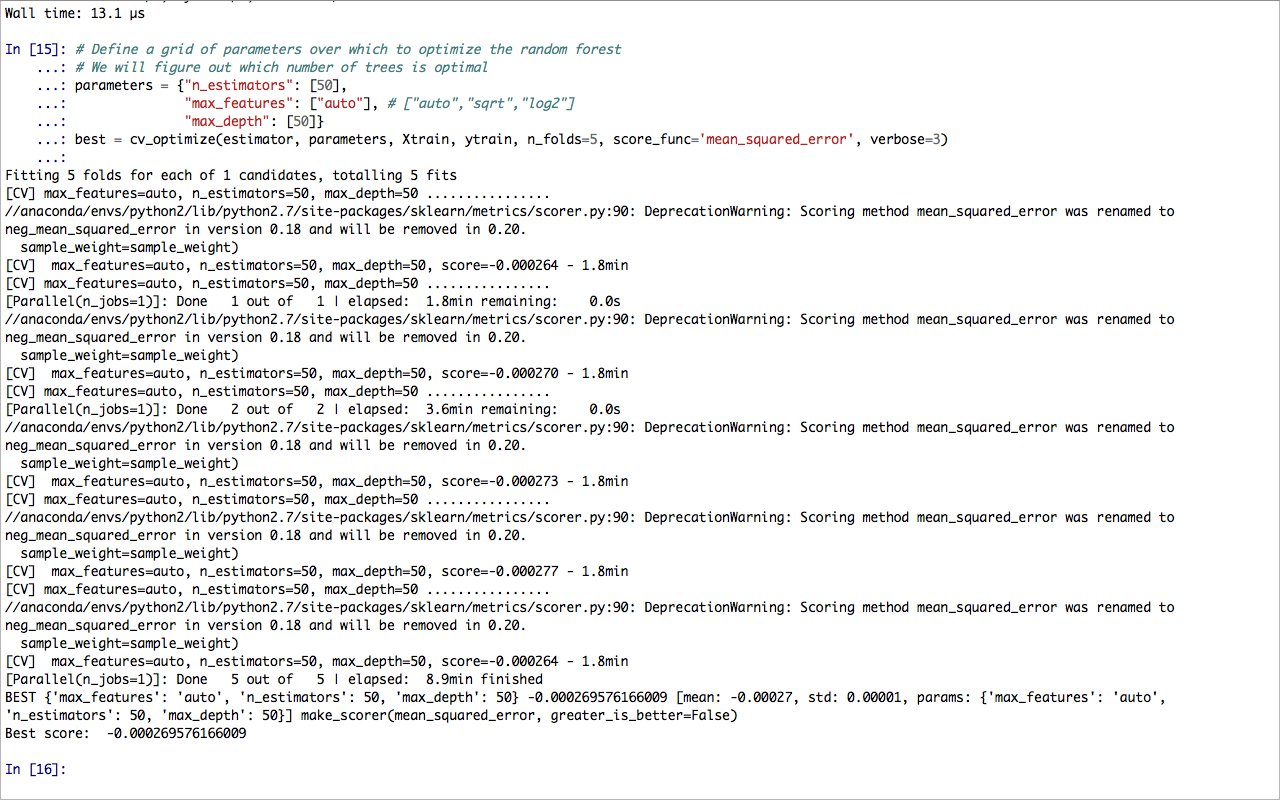 Wall time: 13.1 µs
In [15]: # Define a grid of parameters over which to optimize the random forest
...: # We will figure out which number of trees is optimal
...: parameters = {"n_estimators": [50],
...: "max_features": ["auto"], # ["auto","sqrt","log2"]
...: "max_depth": [50]}
...: best = cv_optimize(estimator, parameters, Xtrain, ytrain, n_folds=5, score_func='mean_squared_error', verbose=3)
...:
Fitting 5 folds for each of 1 candidates, totalling 5 fits
[CV] max_features=auto, n_estimators=50, max_depth=50 ................
//anaconda/envs/python2/lib/python2.7/site-packages/sklearn/metrics/scorer.py:90: DeprecationWarning: Scoring method mean_squared_error was renamed to
neg_mean_squared_error in version 0.18 and will be removed in 0.20.
sample_weight=sample_weight)
[CV]  max_features=auto, n_estimators=50, max_depth=50, score=-0.000264 - 1.8min
[CV] max_features=auto, n_estimators=50, max_depth=50 ................
[Parallel(n_jobs=1)]: Done   1 out of   1 | elapsed:  1.8min remaining:    0.0s
//anaconda/envs/python2/lib/python2.7/site-packages/sklearn/metrics/scorer.py:90: DeprecationWarning: Scoring method mean_squared_error was renamed to
neg_mean_squared_error in version 0.18 and will be removed in 0.20.
sample_weight=sample_weight)
[CV]  max_features=auto, n_estimators=50, max_depth=50, score=-0.000270 - 1.8min
[CV] max_features=auto, n_estimators=50, max_depth=50 ................
[Parallel(n_jobs=1)]: Done   2 out of   2 | elapsed:  3.6min remaining:    0.0s
//anaconda/envs/python2/lib/python2.7/site-packages/sklearn/metrics/scorer.py:90: DeprecationWarning: Scoring method mean_squared_error was renamed to
neg_mean_squared_error in version 0.18 and will be removed in 0.20.
sample_weight=sample_weight)
[CV]  max_features=auto, n_estimators=50, max_depth=50, score=-0.000273 - 1.8min
[CV] max_features=auto, n_estimators=50, max_depth=50 ................
//anaconda/envs/python2/lib/python2.7/site-packages/sklearn/metrics/scorer.py:90: DeprecationWarning: Scoring method mean_squared_error was renamed to
neg_mean_squared_error in version 0.18 and will be removed in 0.20.
sample_weight=sample_weight)
[CV]  max_features=auto, n_estimators=50, max_depth=50, score=-0.000277 - 1.8min
[CV] max_features=auto, n_estimators=50, max_depth=50 ................
//anaconda/envs/python2/lib/python2.7/site-packages/sklearn/metrics/scorer.py:90: DeprecationWarning: Scoring method mean_squared_error was renamed to
neg_mean_squared_error in version 0.18 and will be removed in 0.20.
sample_weight=sample_weight)
[CV]  max_features=auto, n_estimators=50, max_depth=50, score=-0.000264 - 1.8min
[Parallel(n_jobs=1)]: Done   5 out of   5 | elapsed:  8.9min finished
BEST {'max_features': 'auto', 'n_estimators': 50, 'max_depth': 50} -0.000269576166009 [mean: -0.00027, std: 0.00001, params: {'max_features': 'auto',
'n_estimators': 50, 'max_depth': 50}] make_scorer(mean_squared_error, greater_is_better=False)
Best score:  -0.000269576166009
In [16]: